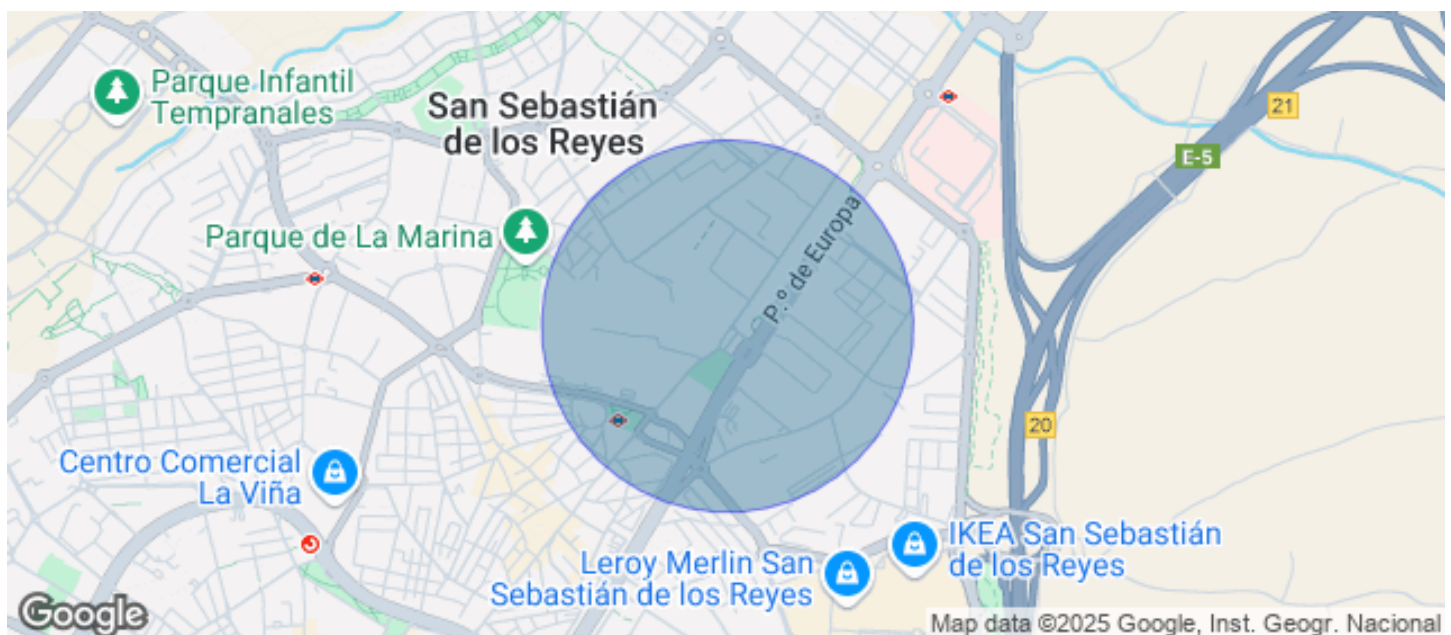 Parque Infantil
Tempranales
San Sebastián
de los Reyes
21
E-5
Parque de La Marina
P.º de Europa
20
Centro Comercial
La Viña
IKEA San Sebastián
de los Reyes
Leroy Merlin San
Sebastián de los Reyes
Google
Map data ©2025 Google, Inst. Geogr. Nacional